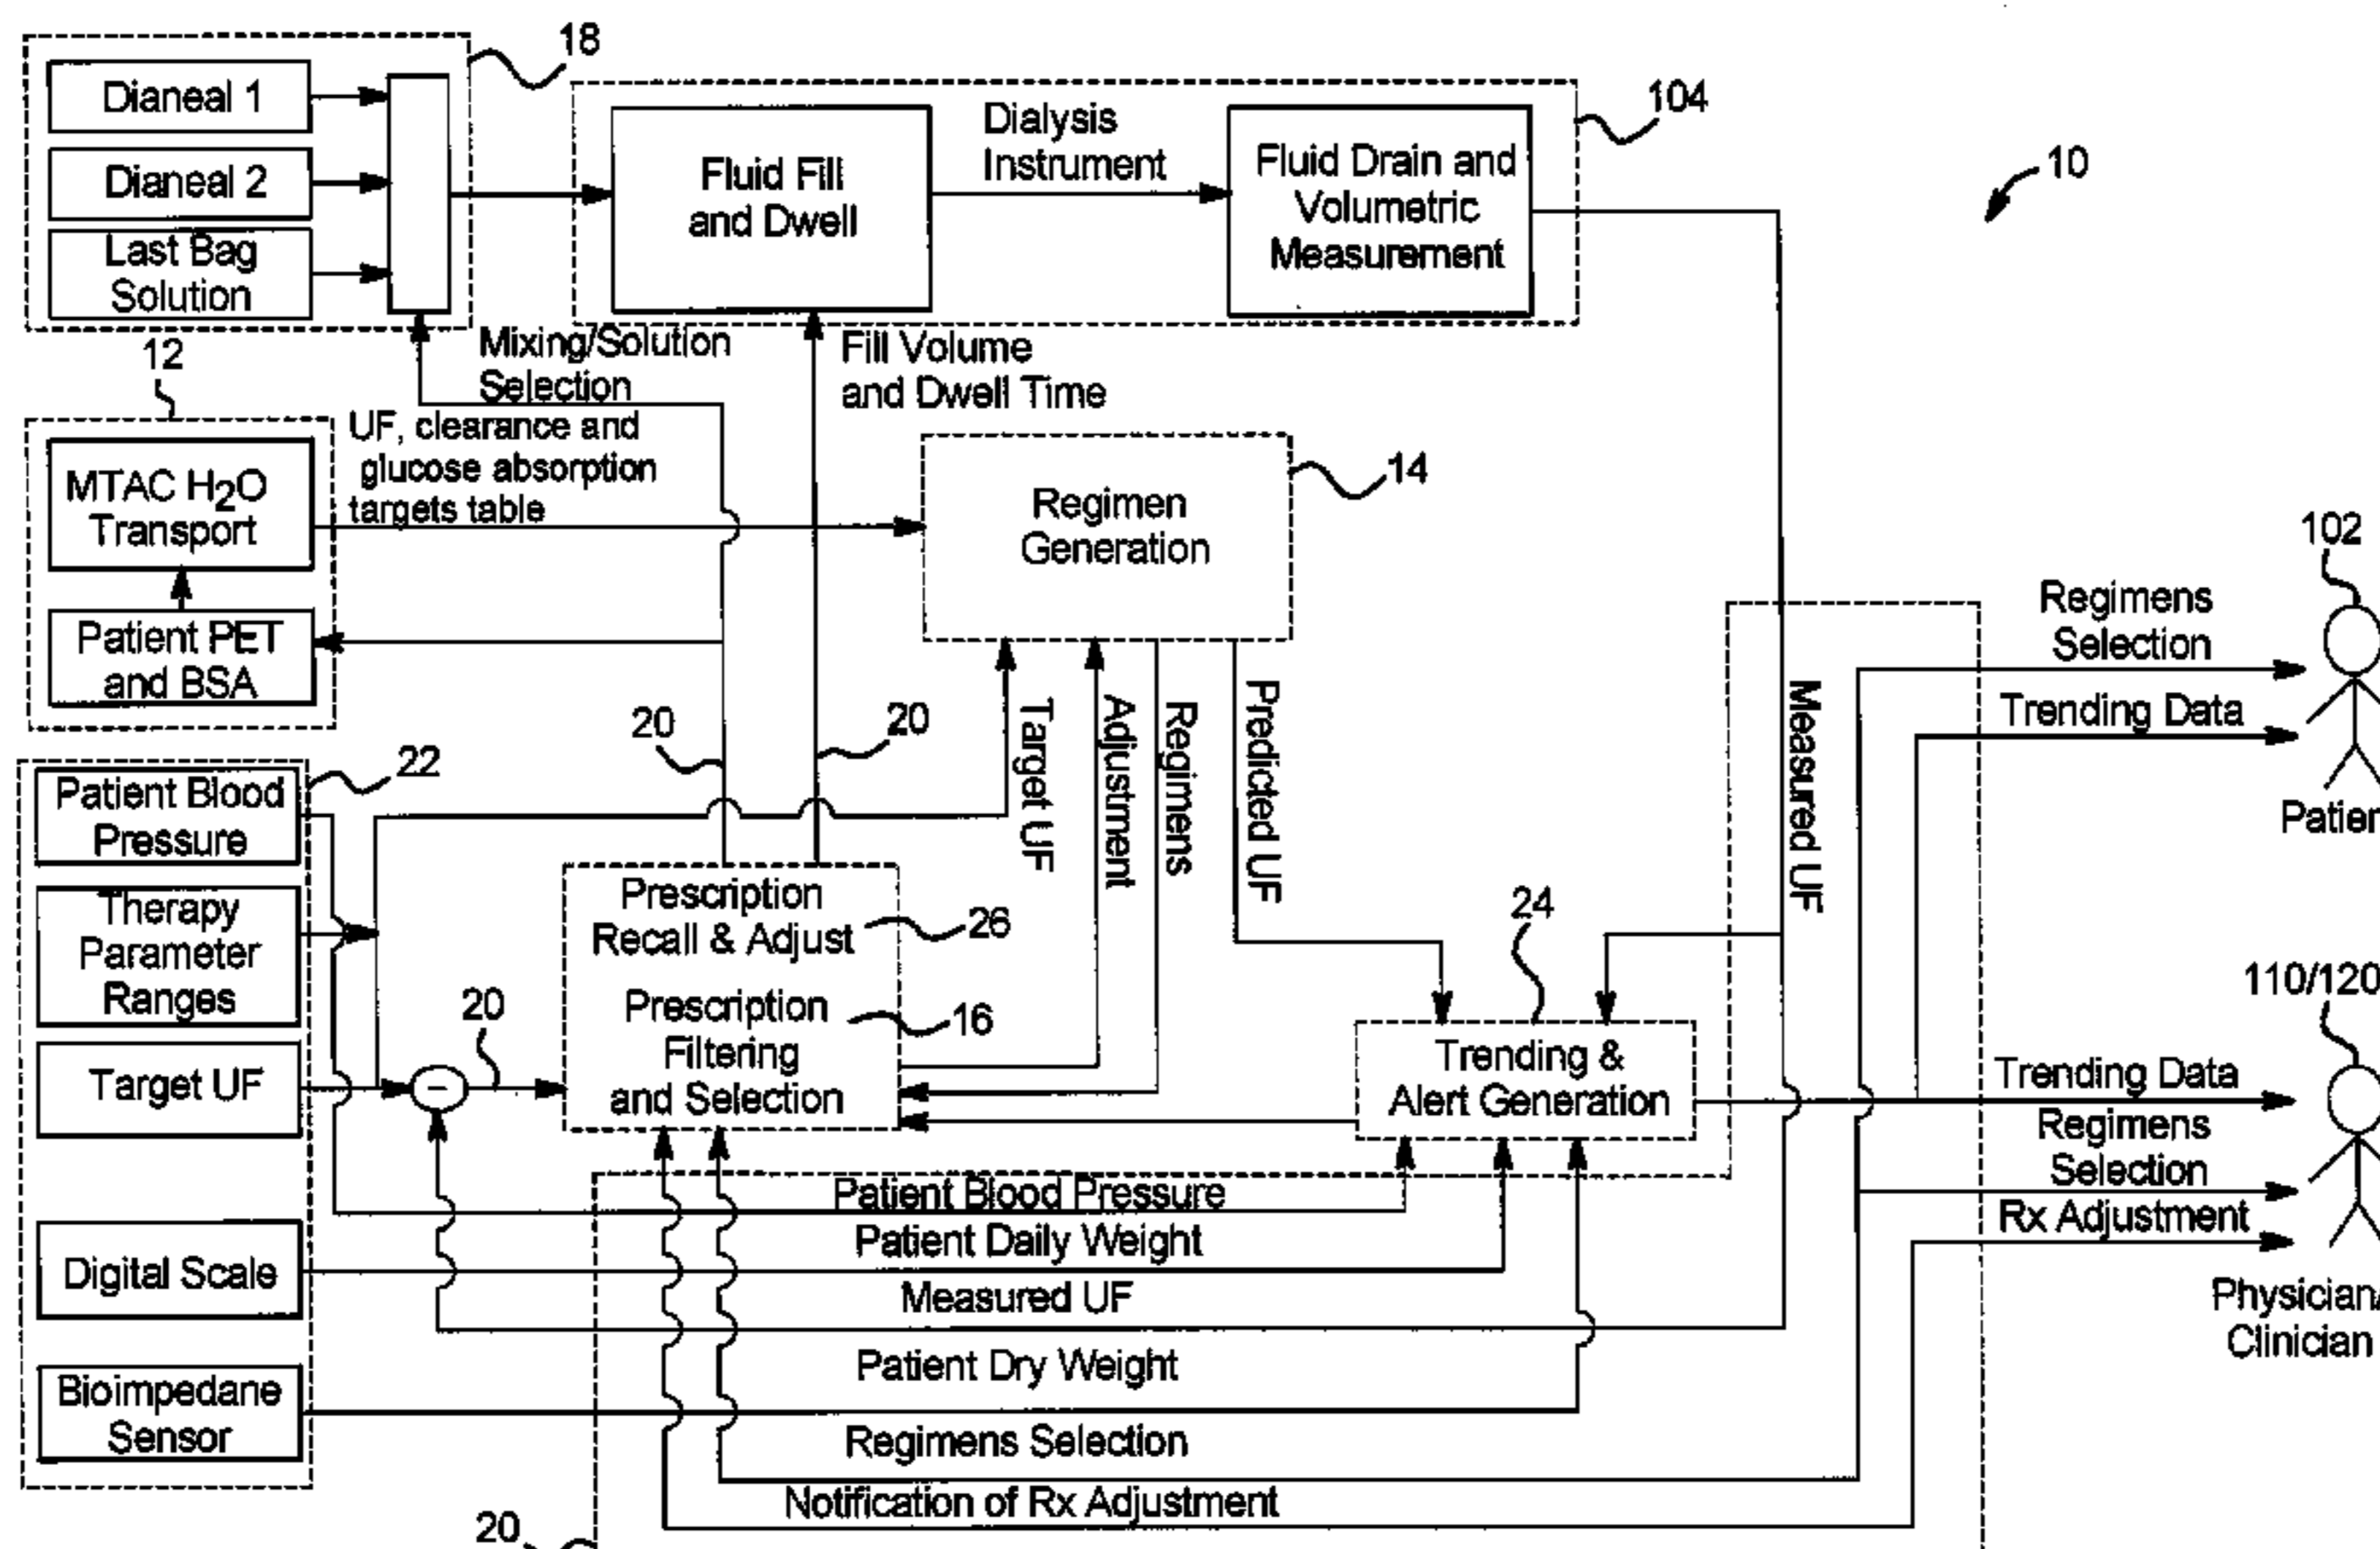 18
Dianeal 1
Dianeal 2
Last Bag
Solution
Fluid Fill
and Dwell
Dialysis
Instrument
Fluid Drain and
Volumetric
Measurement
104
10
12
Mixing/Solution
Selection
Fill Volume
and Dwell Time
UF, clearance and
glucose absorption
targets table
MTAC H₂O
Transport
Patient PET
and BSA
Regimen
Generation
14
102
Regimens
Selection
Trending Data
Patien
20
20
Target UF
Adjustment
Regimens
Predicted UF
Measured UF
22
Patient Blood
Pressure
Therapy
Parameter
Ranges
Target UF
Digital Scale
Bioimpedane
Sensor
-
20
Prescription
Recall & Adjust
26
Prescription
Filtering
and Selection
16
24
Trending &
Alert Generation
110/120
Trending Data
Regimens
Selection
Rx Adjustment
Physician/
Clinician
Patient Blood Pressure
Patient Daily Weight
Measured UF
Patient Dry Weight
Regimens Selection
Notification of Rx Adjustment
20